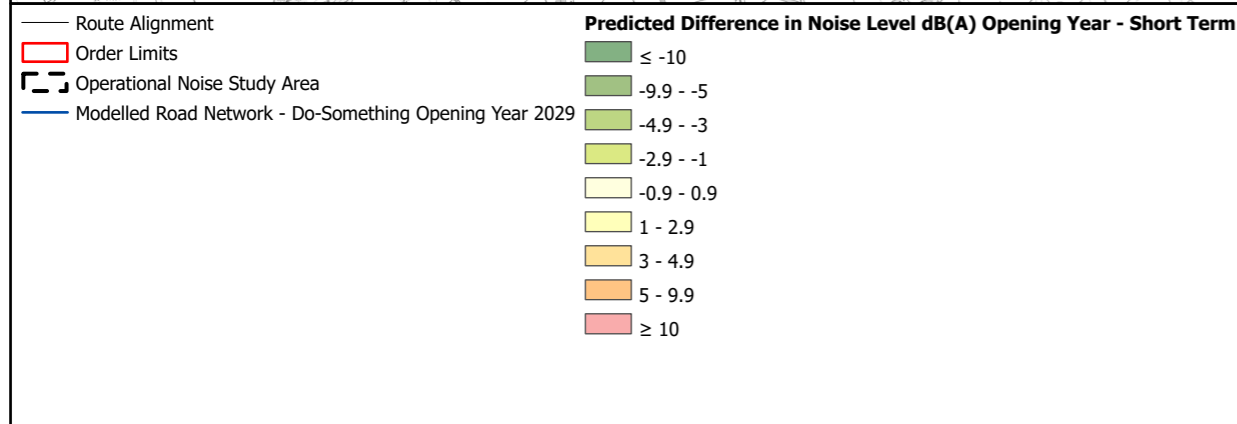 Route Alignment
Order Limits
Operational Noise Study Area
Modelled Road Network - Do-Something Opening Year 2029
Predicted Difference in Noise Level dB(A) Opening Year - Short Term
≤ -10
-9.9 - -5
-4.9 - -3
-2.9 - -1
-0.9 - 0.9
1 - 2.9
3 - 4.9
5 - 9.9
≥ 10